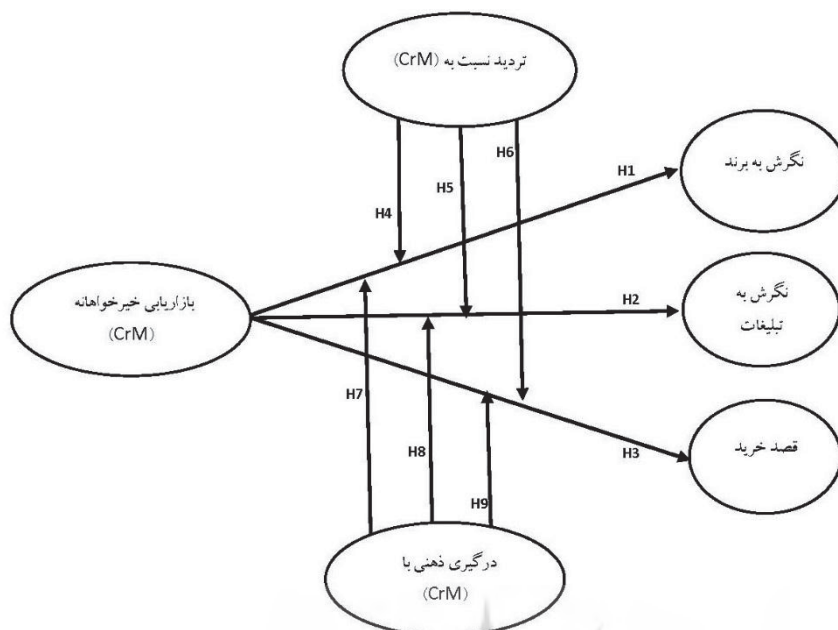 تردید نسبت به (CrM)
نگرش به برند
H1
H6
H5
H4
بازاریابی خیرخواهانه
(CrM)
نگرش به
تبلیغات
H2
H7
H8
H9
H3
قصد خرید
درگیری ذهنی با
(CrM)